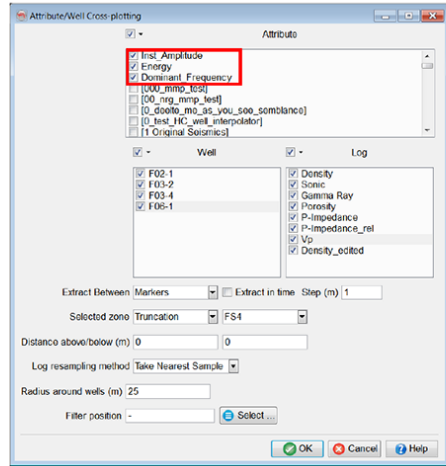 Attribute/Well Cross-plotting
Attribute
Inst_Amplitude
Energy
Dominant_Frequency
[000_mmp_test]
[00_nrg_mmp_test]
[0_deolto_mo_as_you_soo_somblanco]
[0_test_HC_well_interpolator]
[1 Original Seismics]
Well Log
F02-1 Density
F03-2 Sonic
F03-4 Gamma Ray
F06-1 Porosity
P-Impedance
P-Impedance_rel
Vp
Density_edited
Extract Between Markers Extract in time Step (m) 1
Selected zone Truncation FS4
Distance above/below (m) 0 0
Log resampling method Take Nearest Sample
Radius around wells (m) 25
Filter position - Select ...
OK Cancel Help